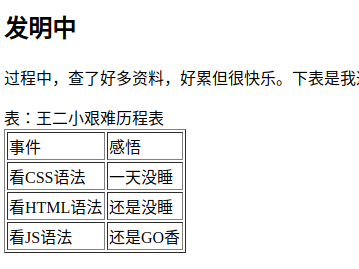 发明中
过程中，查了好多资料，好累但很快乐。下表是我
表：王二小艰难历程表
事件 感悟
看CSS语法 一天没睡
看HTML语法 还是没睡
看JS语法 还是GO香